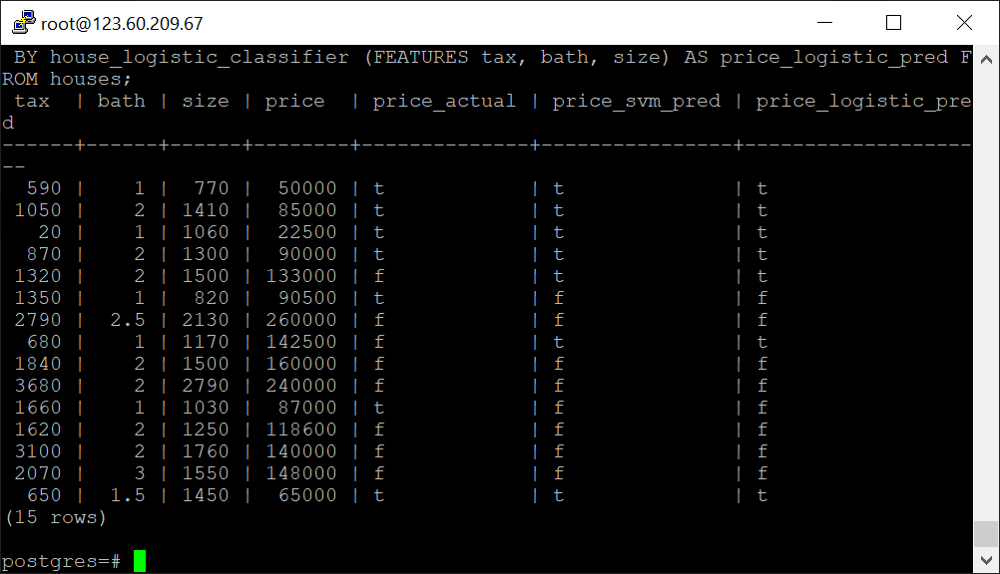 root@123.60.209.67
 BY house_logistic_classifier (FEATURES tax, bath, size) AS price_logistic_pred F
ROM houses;
 tax  | bath | size | price  | price_actual | price_svm_pred | price_logistic_pre
d
------+------+------+--------+--------------+----------------+-------------------
--
  590 |    1 |  770 |  50000 | t            | t              | t
 1050 |    2 | 1410 |  85000 | t            | t              | t
   20 |    1 | 1060 |  22500 | t            | t              | t
  870 |    2 | 1300 |  90000 | t            | t              | t
 1320 |    2 | 1500 | 133000 | f            | t              | t
 1350 |    1 |  820 |  90500 | t            | f              | f
 2790 |  2.5 | 2130 | 260000 | f            | f              | f
  680 |    1 | 1170 | 142500 | f            | t              | t
 1840 |    2 | 1500 | 160000 | f            | f              | f
 3680 |    2 | 2790 | 240000 | f            | f              | f
 1660 |    1 | 1030 |  87000 | t            | f              | f
 1620 |    2 | 1250 | 118600 | f            | f              | f
 3100 |    2 | 1760 | 140000 | f            | f              | f
 2070 |    3 | 1550 | 148000 | f            | f              | f
  650 |  1.5 | 1450 |  65000 | t            | t              | t
(15 rows)
postgres=#